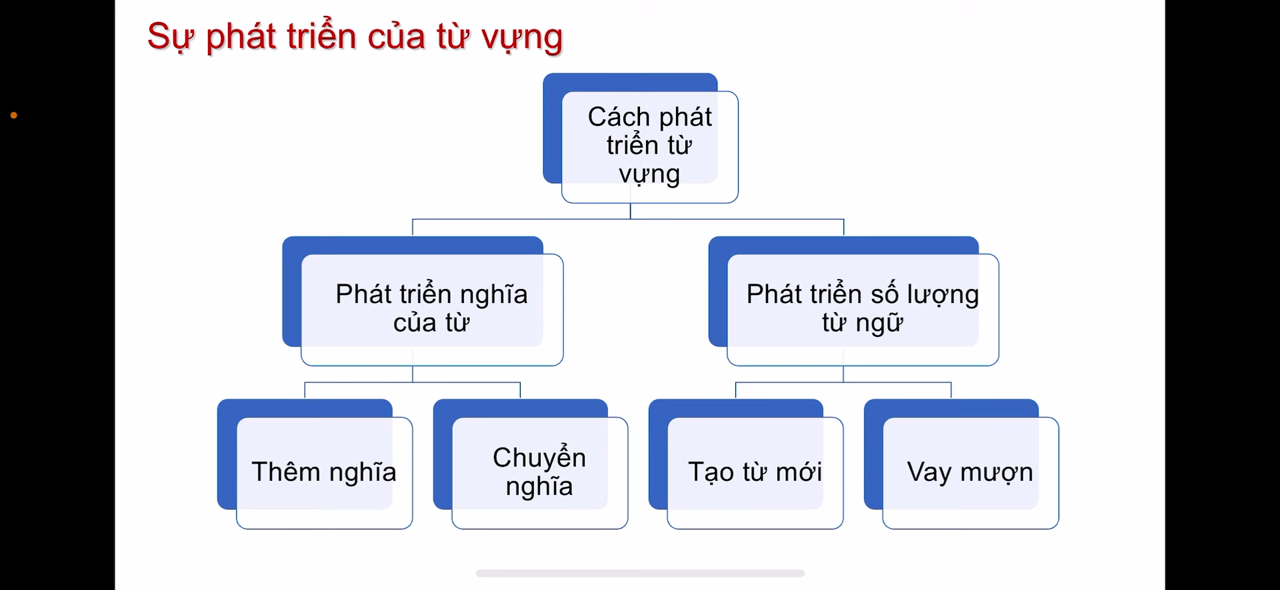 Sự phát triển của từ vựng
Cách phát
triển từ
vựng
Phát triển nghĩa
của từ
Phát triển số lượng
từ ngữ
Thêm nghĩa
Chuyển
nghĩa
Tạo từ mới
Vay mượn